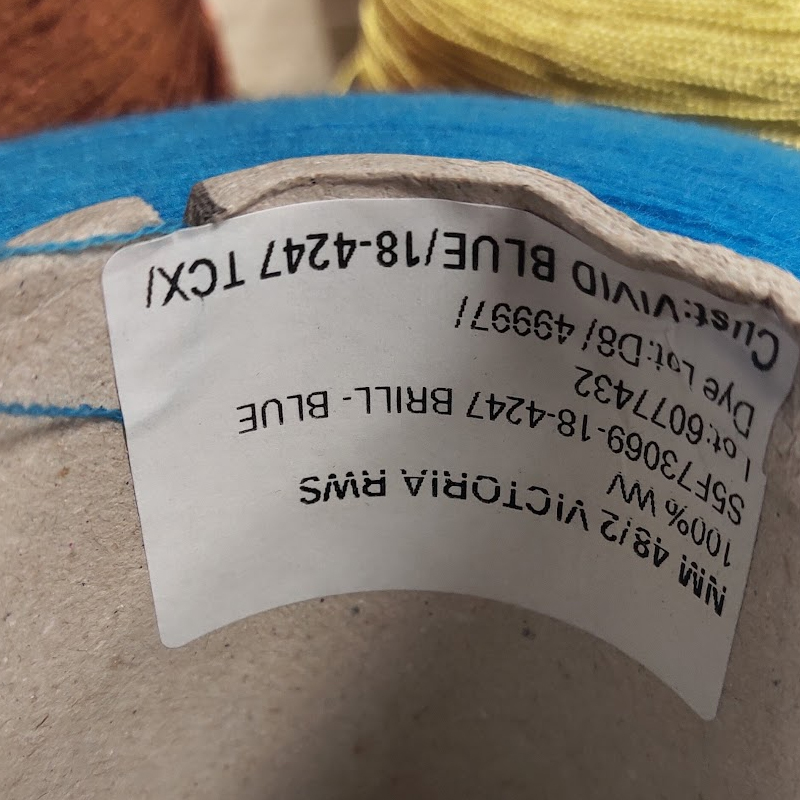 NM 48/2 VICTORIA RWS
100% WV
S5F73069-18-4247 BRILL- BLUE
Lot:6077432
Dye Lot:D8/ 49997/
Cust:VIVID BLUE/18-4247 TCX/